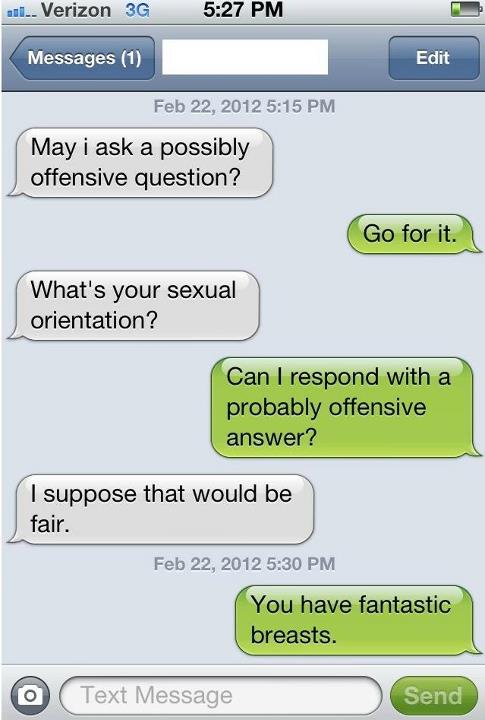 Verizon 3G 5:27 PM
Messages (1) Edit
Feb 22, 2012 5:15 PM
May i ask a possibly
offensive question?
Go for it.
What's your sexual
orientation?
Can I respond with a
probably offensive
answer?
I suppose that would be
fair.
Feb 22, 2012 5:30 PM
You have fantastic
breasts.
Text Message Send